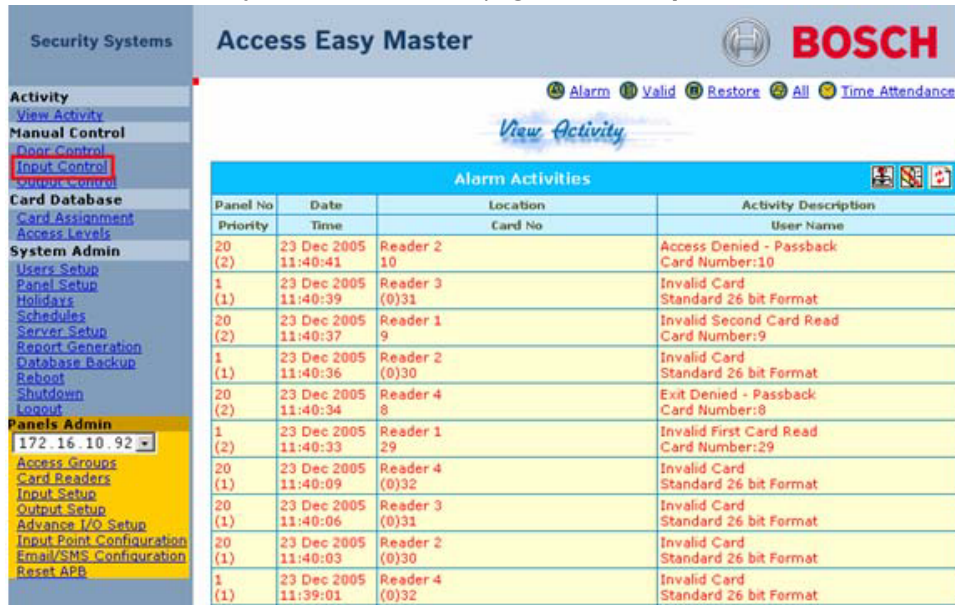 Security Systems
Access Easy Master
BOSCH
Alarm Valid Restore All Time Attendance
View Activity
Activity
View Activity
Manual Control
Door Control
Input Control
Output Control
Card Database
Card Assignment
Access Levels
System Admin
Users Setup
Panel Setup
Holidays
Schedules
Server Setup
Report Generation
Database Backup
Reboot
Shutdown
Logout
Panels Admin
172.16.10.92
Access Groups
Card Readers
Input Setup
Output Setup
Advance I/O Setup
Input Point Configuration
Email/SMS Configuration
Reset APB
Alarm Activities
Panel No Date Location Activity Description
Priority Time Card No User Name
20 23 Dec 2005 Reader 2 Access Denied - Passback
(2) 11:40:41 10 Card Number:10
1 23 Dec 2005 Reader 3 Invalid Card
(1) 11:40:39 (0)31 Standard 26 bit Format
20 23 Dec 2005 Reader 1 Invalid Second Card Read
(2) 11:40:37 9 Card Number:9
1 23 Dec 2005 Reader 2 Invalid Card
(1) 11:40:36 (0)30 Standard 26 bit Format
20 23 Dec 2005 Reader 4 Exit Denied - Passback
(2) 11:40:34 8 Card Number:8
1 23 Dec 2005 Reader 1 Invalid First Card Read
(2) 11:40:33 29 Card Number:29
20 23 Dec 2005 Reader 4 Invalid Card
(1) 11:40:09 (0)32 Standard 26 bit Format
20 23 Dec 2005 Reader 3 Invalid Card
(1) 11:40:06 (0)31 Standard 26 bit Format
20 23 Dec 2005 Reader 2 Invalid Card
(1) 11:40:03 (0)30 Standard 26 bit Format
1 23 Dec 2005 Reader 4 Invalid Card
(1) 11:39:01 (0)32 Standard 26 bit Format